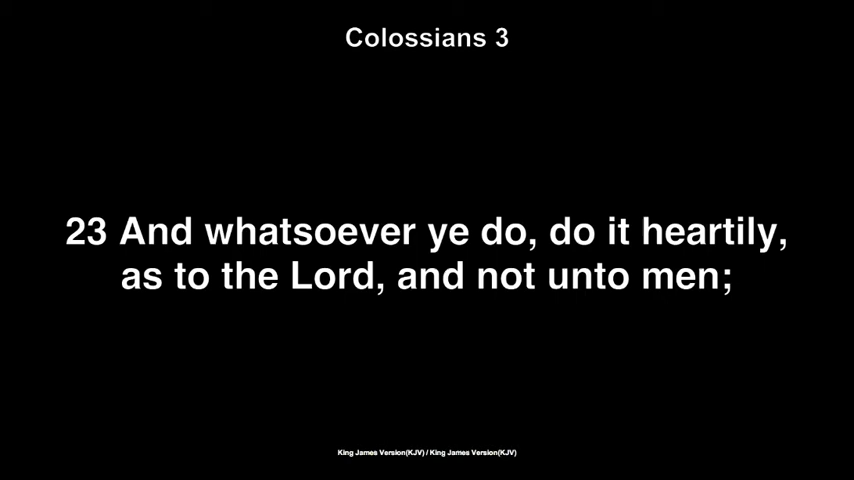 Colossians 3
23 And whatsoever ye do, do it heartily,
as to the Lord, and not unto men;
King James Version(KJV) / King James Version(KJV)